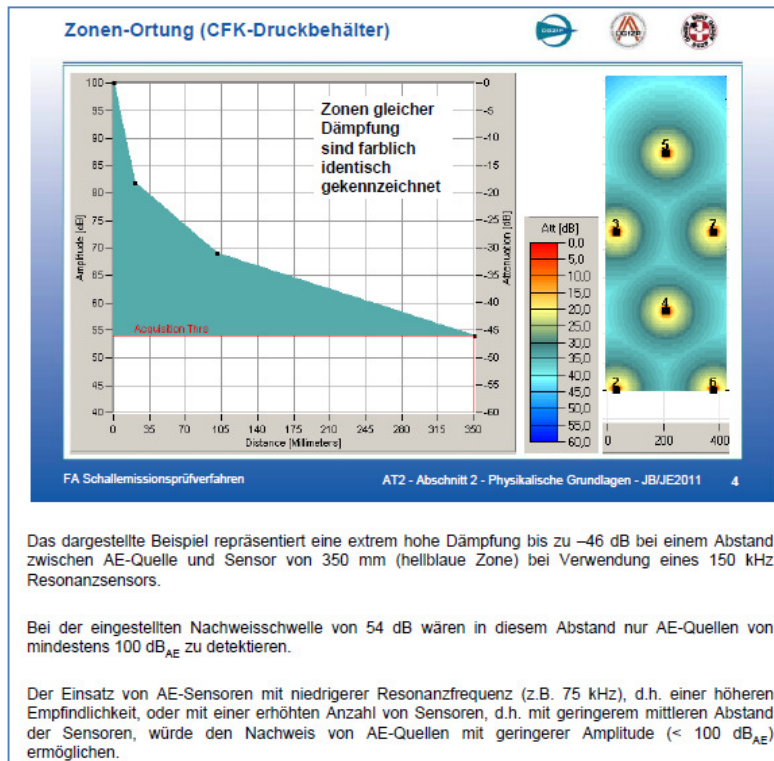 Zonen-Ortung (CFK-Druckbehälter)
DGZfP
SGZP
Zonen gleicher
Dämpfung
sind farblich
identisch
gekennzeichnet
100
95
90
85
80
75
70
65
60
55
50
45
40
Amplitude [dB]
Acquisition Thrs
0
-5
-10
-15
-20
-25
-30
-35
-40
-45
-50
-55
-60
Attenuation [dB]
0
35
70
105
140
175
210
245
280
315
350
Distance [Millimeters]
Att [dB]
0,0
5,0
10,0
15,0
20,0
25,0
30,0
35,0
40,0
45,0
50,0
55,0
60,0
5
3
7
4
2
6
0
200
400
FA Schallemissionsprüfverfahren
AT2 - Abschnitt 2 - Physikalische Grundlagen - JB/JE2011
4
Das dargestellte Beispiel repräsentiert eine extrem hohe Dämpfung bis zu –46 dB bei einem Abstand
zwischen AE-Quelle und Sensor von 350 mm (hellblaue Zone) bei Verwendung eines 150 kHz
Resonanzsensors.
Bei der eingestellten Nachweisschwelle von 54 dB wären in diesem Abstand nur AE-Quellen von
mindestens 100 dBAE zu detektieren.
Der Einsatz von AE-Sensoren mit niedrigerer Resonanzfrequenz (z.B. 75 kHz), d.h. einer höheren
Empfindlichkeit, oder mit einer erhöhten Anzahl von Sensoren, d.h. mit geringerem mittleren Abstand
der Sensoren, würde den Nachweis von AE-Quellen mit geringerer Amplitude (< 100 dBAE)
ermöglichen.